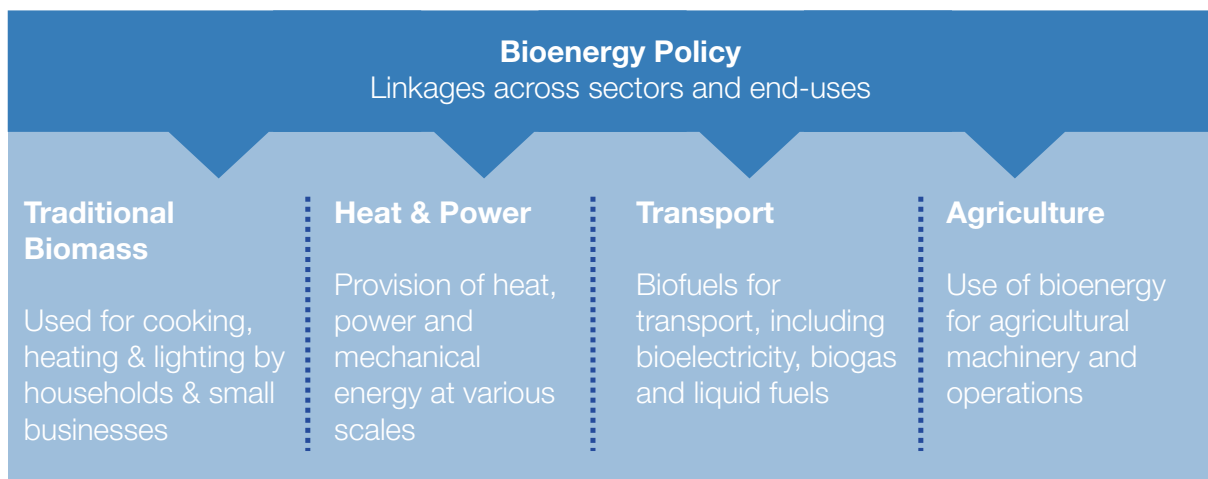 Bioenergy Policy
Linkages across sectors and end-uses
Traditional
Biomass
Used for cooking,
heating & lighting by
households & small
businesses
Heat & Power
Provision of heat,
power and
mechanical
energy at various
scales
Transport
Biofuels for
transport, including
bioelectricity, biogas
and liquid fuels
Agriculture
Use of bioenergy
for agricultural
machinery and
operations